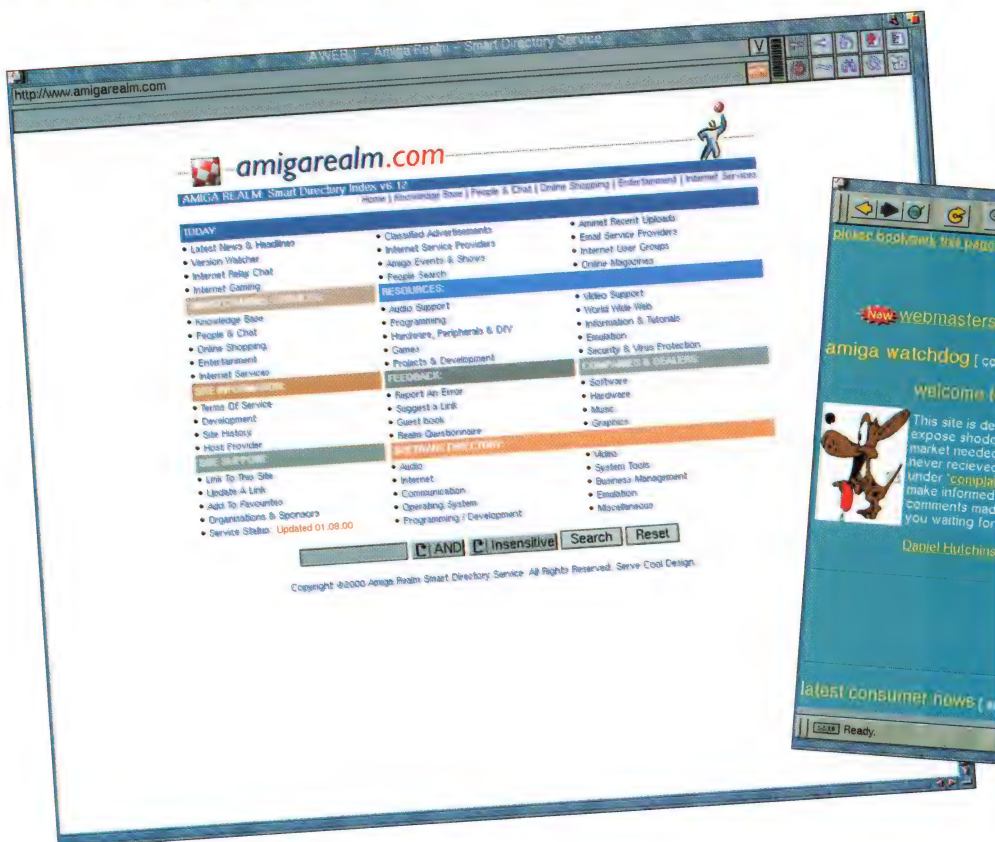 AWEB - Amiga Realm - Smart Directory Service
http://www.amigarealm.com
amigarealm.com
AMIGA REALM: Smart Directory Index v6.12
Home | Knowledge Base | People & Chat | Online Shopping | Entertainment | Internet Services
TODAY:
• Latest News & Headlines
• Version Watcher
• Internet Relay Chat
• Internet Gaming
• Classified Advertisements
• Internet Service Providers
• Amiga Events & Shows
• People Search
• Aminet Recent Uploads
• Email Service Providers
• Internet User Groups
• Online Magazines
• Knowledge Base
• People & Chat
• Online Shopping
• Entertainment
• Internet Services
RESOURCES:
• Audio Support
• Programming
• Hardware, Peripherals & DIY
• Games
• Projects & Development
• Video Support
• World Wide Web
• Information & Tutorials
• Emulation
• Security & Virus Protection
SITE INFORMATION:
• Terms Of Service
• Development
• Site History
• Host Provider
FEEDBACK:
• Report An Error
• Suggest a Link
• Guest book
• Realm Questionnaire
COMPANIES & DEALERS:
• Software
• Hardware
• Music
• Graphics
SITE SUPPORT:
• Link To This Site
• Update A Link
• Add To Favourites
• Organisations & Sponsors
• Service Status: Updated 01.08.00
SOFTWARE DIRECTORY:
• Audio
• Internet
• Communication
• Operating System
• Programming / Development
• Video
• System Tools
• Business Management
• Emulation
• Miscellaneous
AND
Insensitive
Search
Reset
Copyright ©2000 Amiga Realm Smart Directory Service. All Rights Reserved. Serve Cool Design.
please bookmark this page
New webmasters
amiga watchdog [
welcome
This site is
expose
market needed
never recieved
under
make informed
comments made
you waiting for
Daniel
latest consumer news [
Ready.